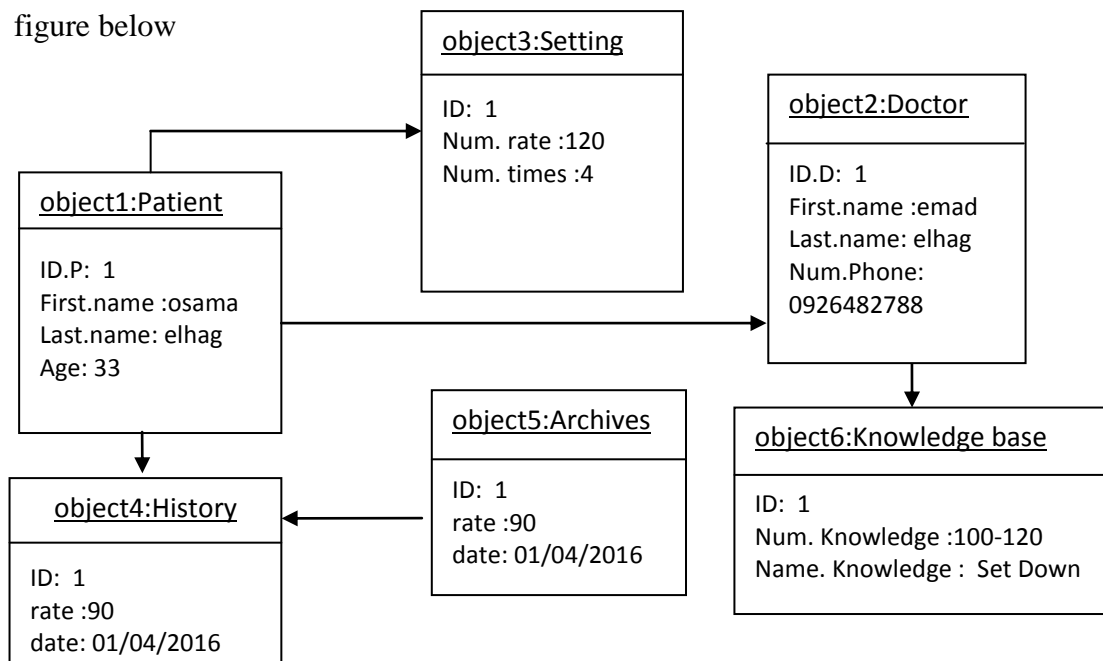 figure below
object3:Setting
ID: 1
Num. rate :120
Num. times :4
object2:Doctor
ID.D: 1
First.name :emad
Last.name: elhag
Num.Phone:
0926482788
object1:Patient
ID.P: 1
First.name :osama
Last.name: elhag
Age: 33
object5:Archives
ID: 1
rate :90
date: 01/04/2016
object6:Knowledge base
ID: 1
Num. Knowledge :100-120
Name. Knowledge : Set Down
object4:History
ID: 1
rate :90
date: 01/04/2016